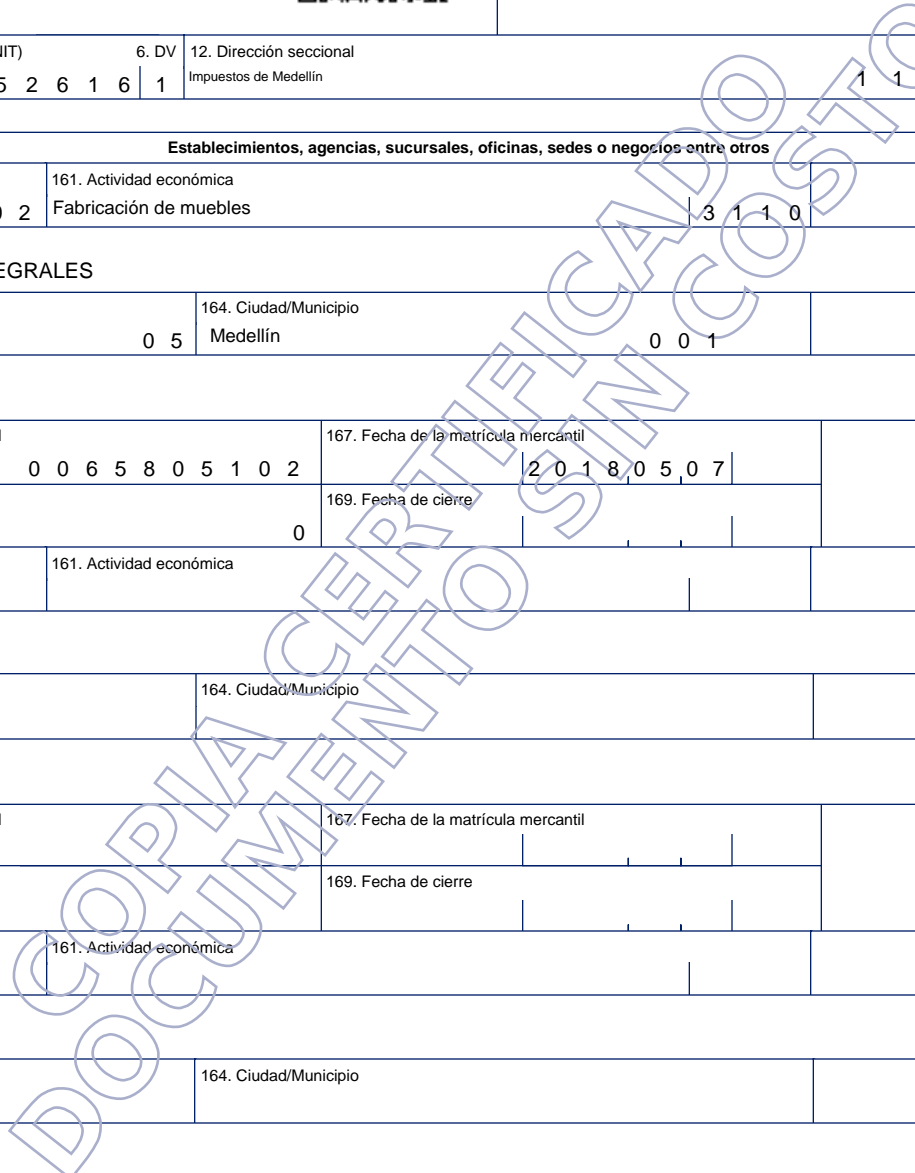 NIT) 6. DV 12. Dirección seccional
5 2 6 1 6 1 Impuestos de Medellín 1 1
Establecimientos, agencias, sucursales, oficinas, sedes o negocios entre otros
161. Actividad económica
0 2 Fabricación de muebles 3 1 1 0
EGRALES
164. Ciudad/Municipio
0 5 Medellín 0 0 1
167. Fecha de la matrícula mercantil
0 0 6 5 8 0 5 1 0 2 2 0 1 8 0 5 0 7
169. Fecha de cierre
0
161. Actividad económica
164. Ciudad/Municipio
167. Fecha de la matrícula mercantil
169. Fecha de cierre
161. Actividad económica
164. Ciudad/Municipio
COPIA CERTIFICADO
DOCUMENTO SIN COSTO